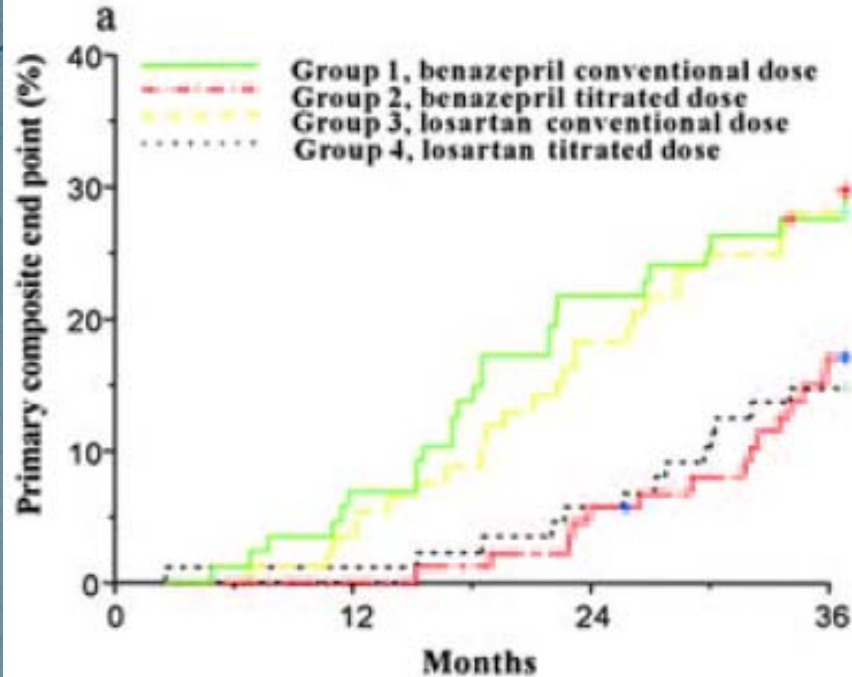 a
Primary composite end point (%)
40
30
20
10
0
Group 1, benazepril conventional dose
Group 2, benazepril titrated dose
Group 3, losartan conventional dose
Group 4, losartan titrated dose
0 12 24 36
Months